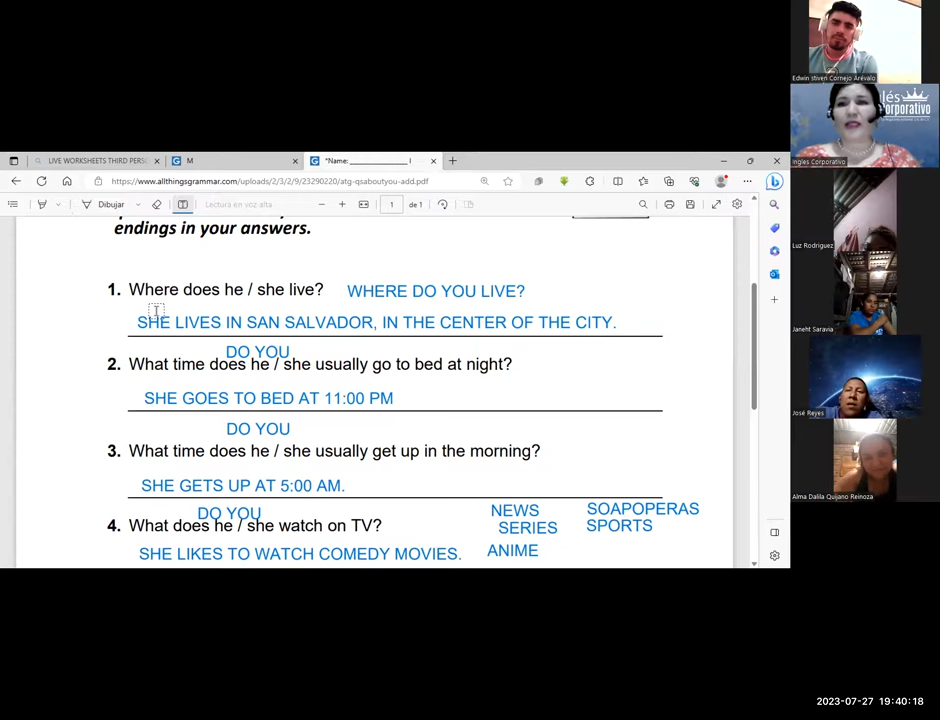 Edwin stiven Cornejo Arévalo
lés
orporativo
Ingles Corporativo
LIVE WORKSHEETS THIRD PERS
M
*Name: ______________ I
https://www.allthingsgrammar.com/uploads/2/3/2/9/23290220/atg-qsaboutyou-add.pdf
Dibujar
Lectura en voz alta
1
de 1
endings in your answers.
1. Where does he / she live? WHERE DO YOU LIVE?
SHE LIVES IN SAN SALVADOR, IN THE CENTER OF THE CITY.
DO YOU
2. What time does he / she usually go to bed at night?
SHE GOES TO BED AT 11:00 PM
DO YOU
3. What time does he / she usually get up in the morning?
SHE GETS UP AT 5:00 AM.
DO YOU
NEWS SOAPOPERAS
4. What does he / she watch on TV? SERIES SPORTS
SHE LIKES TO WATCH COMEDY MOVIES. ANIME
Luz Rodriguez
Janeht Saravia
José Reyes
Alma Dalila Quijano Reinoza
2023-07-27 19:40:18